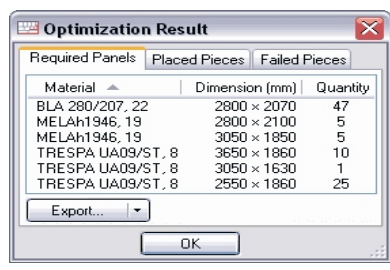 Optimization Result
Required Panels Placed Pieces Failed Pieces
Material Dimension (mm) Quantity
BLA 280/207, 22 2800 × 2070 47
MELAh1946, 19 2800 × 2100 5
MELAh1946, 19 3050 × 1850 5
TRESPA UA09/ST, 8 3650 × 1860 10
TRESPA UA09/ST, 8 3050 × 1630 1
TRESPA UA09/ST, 8 2550 × 1860 25
Export...
OK